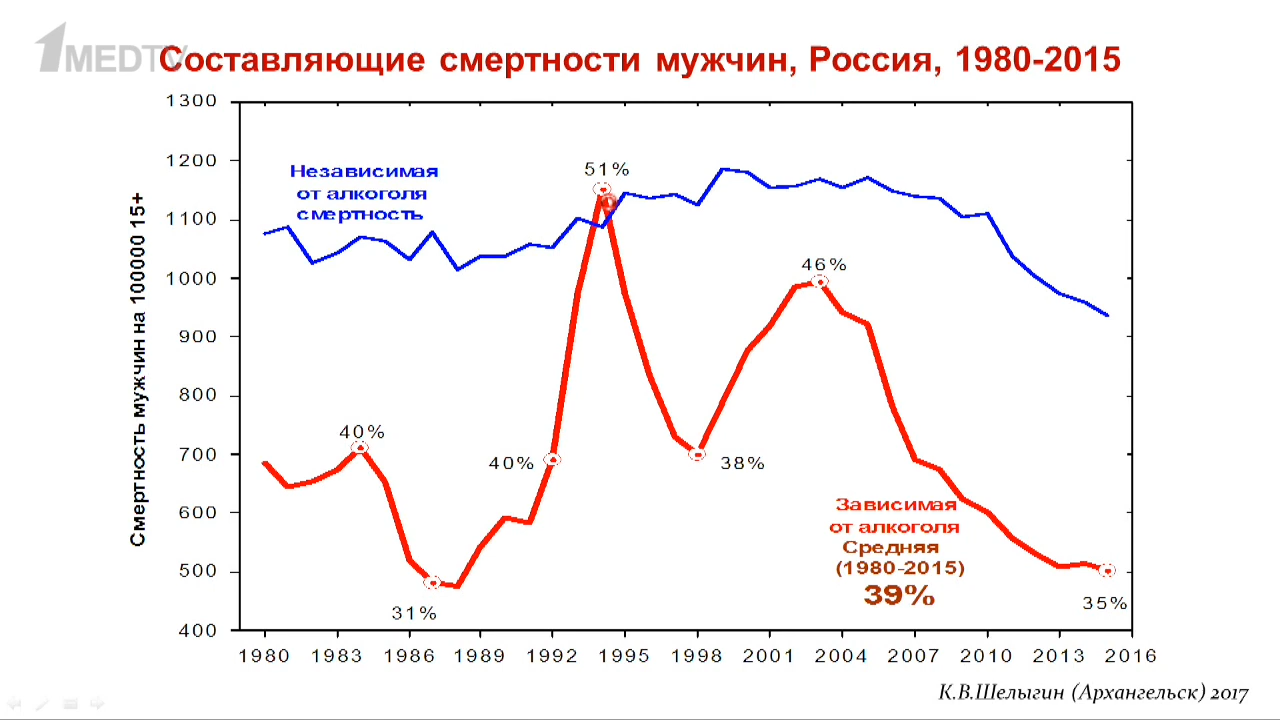 1MEDTV
Составляющие смертности мужчин, Россия, 1980-2015
Смертность мужчин на 100000 15+
1300
1200
1100
1000
900
800
700
600
500
400
Независимая
от алкоголя
смертность
51%
46%
40%
40%
38%
31%
35%
Зависимая
от алкоголя
Средняя
(1980-2015)
39%
1980 1983 1986 1989 1992 1995 1998 2001 2004 2007 2010 2013 2016
К.В.Шелыгин (Архангельск) 2017